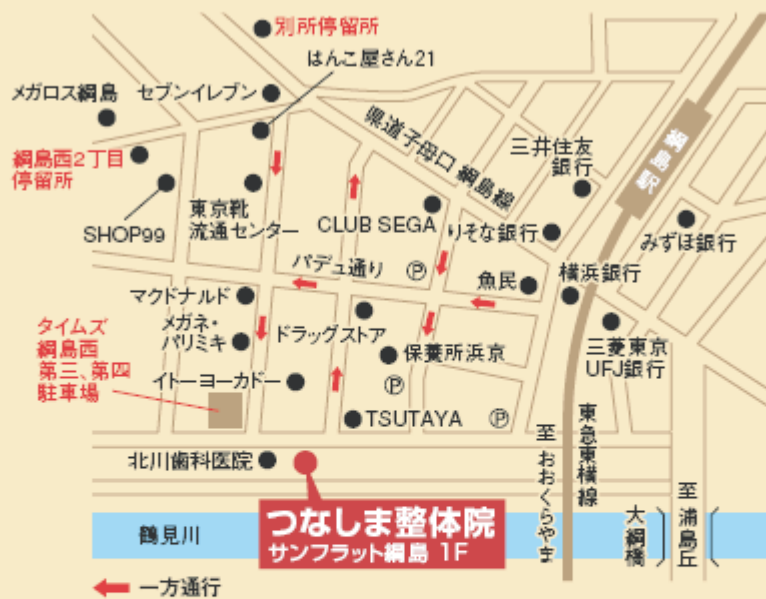 別所停留所
はんこ屋さん21
メガロス綱島
セブンイレブン
県道子母口 綱島線
綱島駅
三井住友
銀行
綱島西2丁目
停留所
東京靴
流通センター
SHOP99
CLUB SEGA
りそな銀行
みずほ銀行
パデュ通り
P
魚民
横浜銀行
マクドナルド
メガネ・
パリミキ
ドラッグストア
保養所浜京
三菱東京
UFJ銀行
タイムズ
綱島西
第三、第四
駐車場
イトーヨーカドー
P
TSUTAYA
P
北川歯科医院
至 おおくらやま
東急東横線
至 浦島丘
大綱橋
鶴見川
つなしま整体院
サンフラット綱島 1F
一方通行